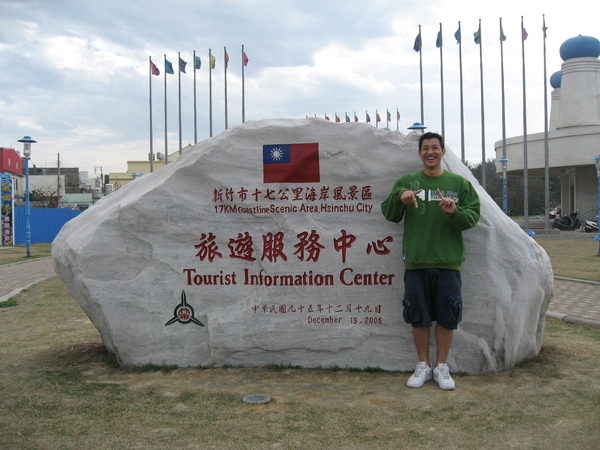 新竹市十七公里海岸風景區
17KM Coastline Scenic Area, Hsinchu City
旅遊服務中心
Tourist Information Center
中華民國九十五年十二月十九日
December 19, 2006